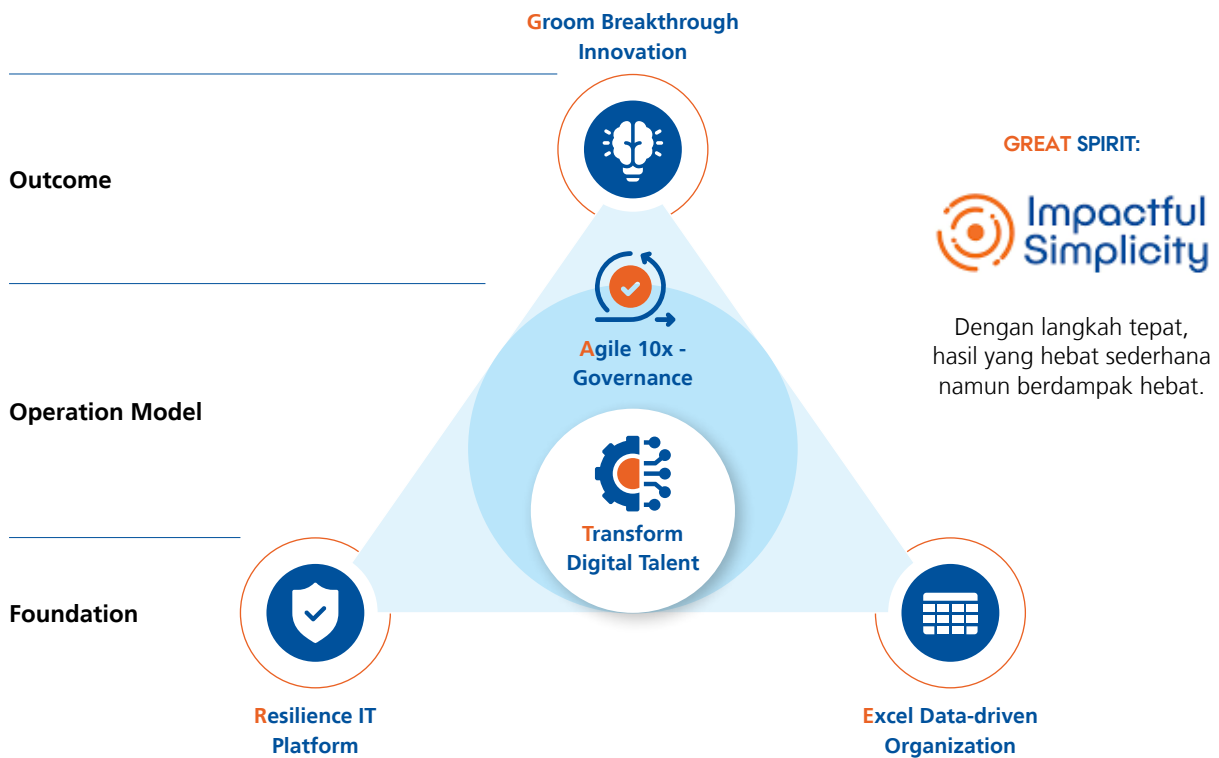 Groom Breakthrough
Innovation
Outcome
GREAT SPIRIT:
Impactful
Simplicity
Dengan langkah tepat,
hasil yang hebat sederhana
namun berdampak hebat.
Agile 10x -
Governance
Operation Model
Transform
Digital Talent
Foundation
Resilience IT
Platform
Excel Data-driven
Organization